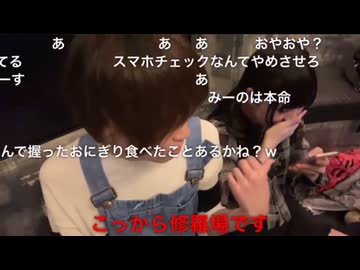 あ あ あ おやおや？
てる スマホチェックなんてやめさせろ
ーす あ
みーのは本命
んで握ったおにぎり食べたことあるかね？ｗ
こっから修羅場です